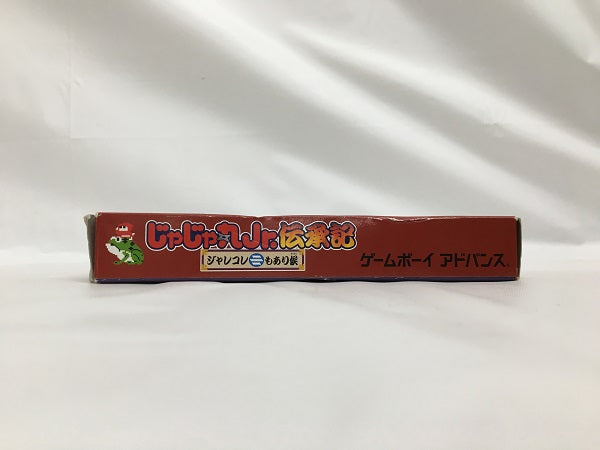 じゃじゃ丸Jr.伝承記
ジャレコレもあり候
ゲームボーイ アドバンス